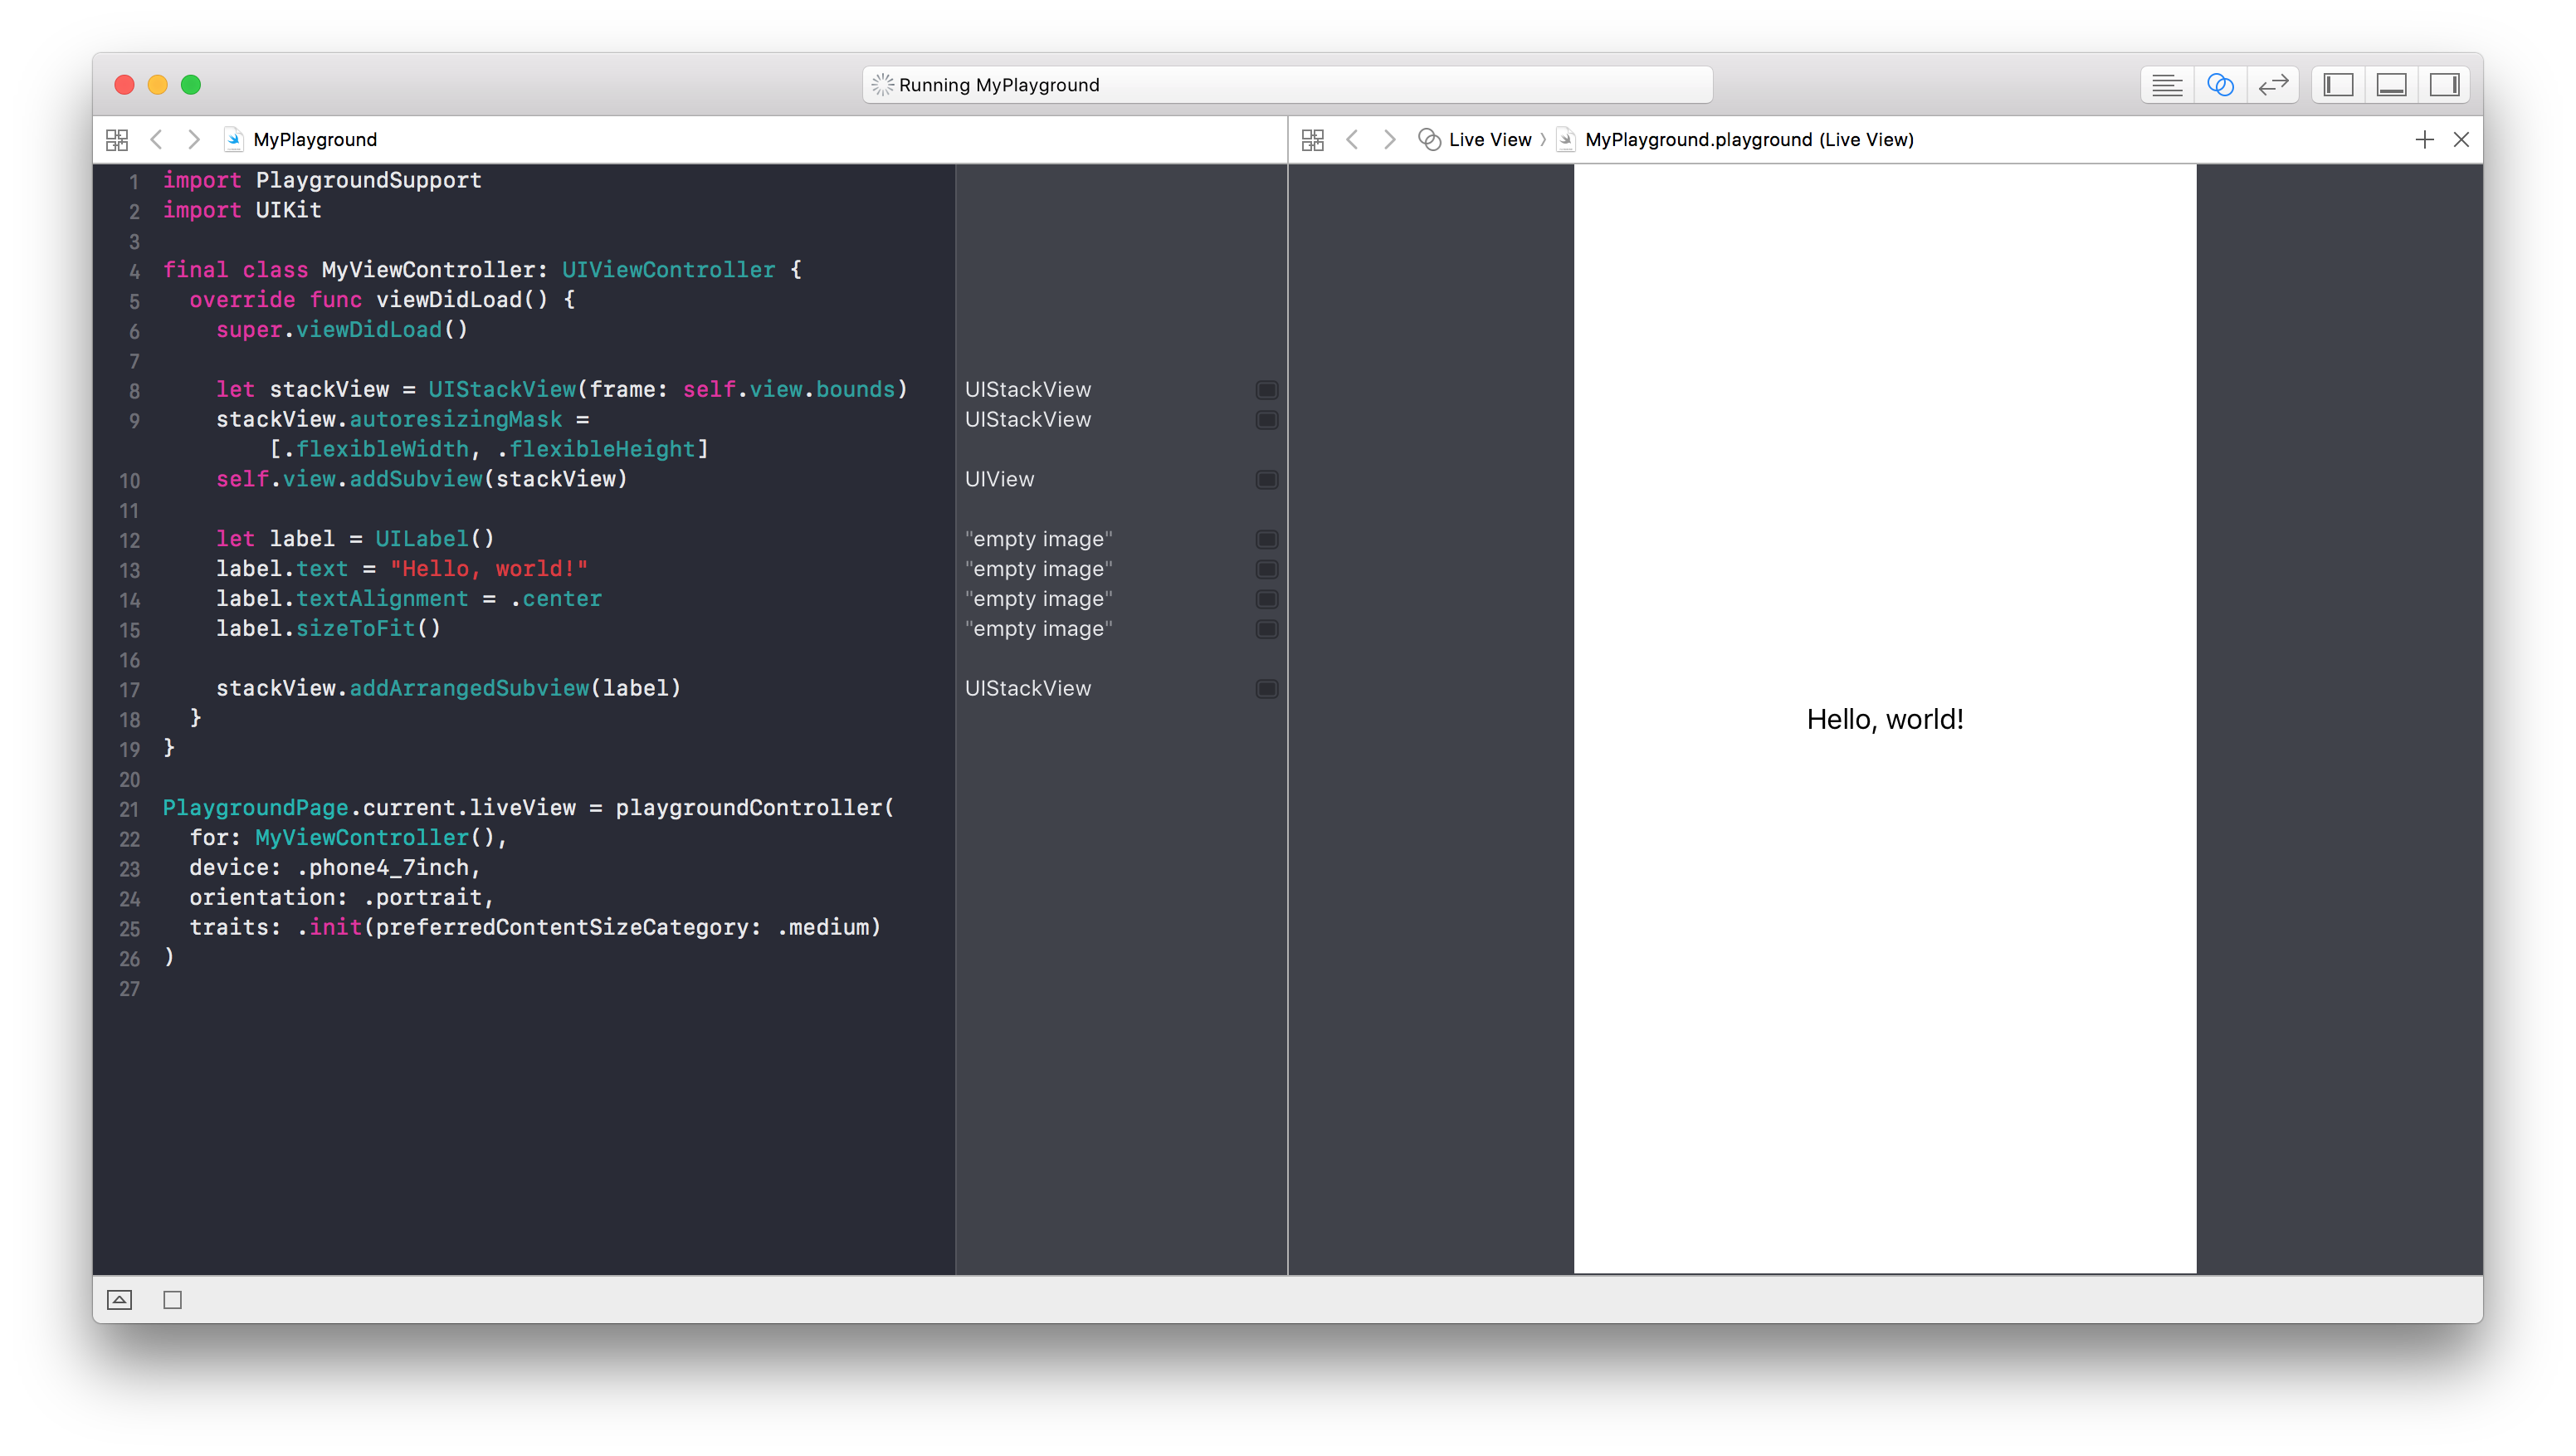 Running MyPlayground
MyPlayground
Live View 〉 MyPlayground.playground (Live View)
1 import PlaygroundSupport
2 import UIKit
3
4 final class MyViewController: UIViewController {
5   override func viewDidLoad() {
6     super.viewDidLoad()
7
8     let stackView = UIStackView(frame: self.view.bounds) UIStackView
9     stackView.autoresizingMask = UIStackView
        [.flexibleWidth, .flexibleHeight]
10     self.view.addSubview(stackView) UIView
11
12     let label = UILabel() "empty image"
13     label.text = "Hello, world!" "empty image"
14     label.textAlignment = .center "empty image"
15     label.sizeToFit() "empty image"
16
17     stackView.addArrangedSubview(label) UIStackView
18   }
19 }
20
21 PlaygroundPage.current.liveView = playgroundController(
22   for: MyViewController(),
23   device: .phone4_7inch,
24   orientation: .portrait,
25   traits: .init(preferredContentSizeCategory: .medium)
26 )
27
Hello, world!